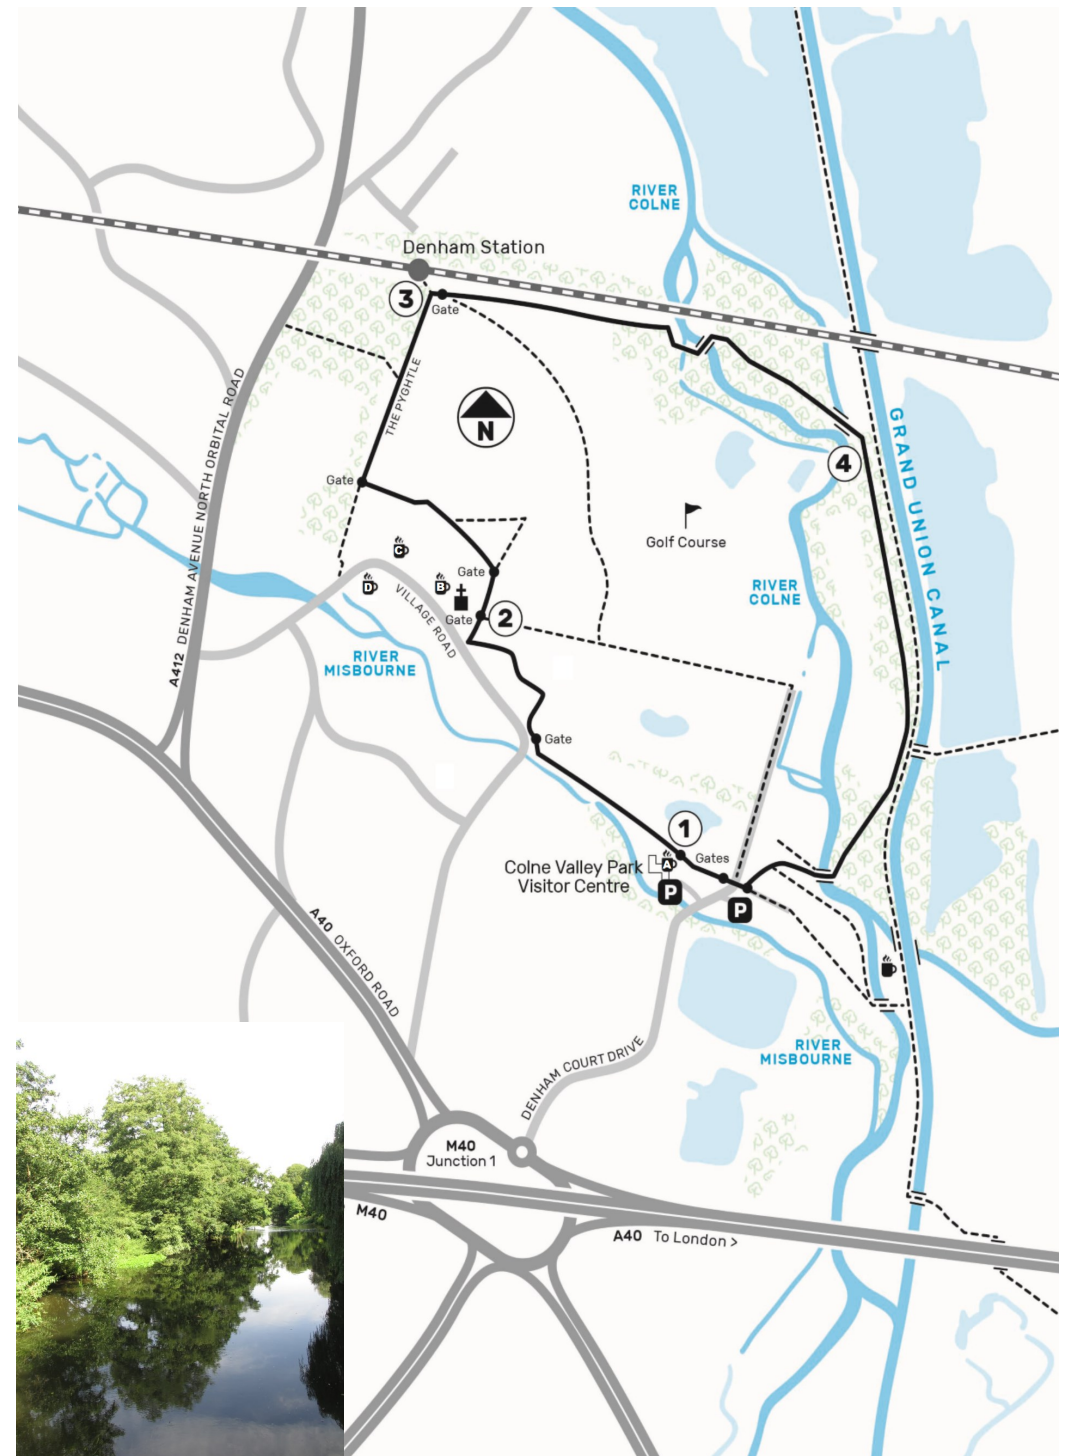 RIVER
COLNE
Denham Station
3
Gate
THE PYGHTLE
N
Gate
4
GRAND UNION CANAL
Golf Course
A412 DENHAM AVENUE NORTH ORBITAL ROAD
C
D
B
Gate
Gate
2
VILLAGE ROAD
RIVER
COLNE
RIVER
MISBOURNE
Gate
1
Gates
Colne Valley Park
Visitor Centre
A
P
P
A40 OXFORD ROAD
RIVER
MISBOURNE
DENHAM COURT DRIVE
M40
Junction 1
M40
A40 To London >